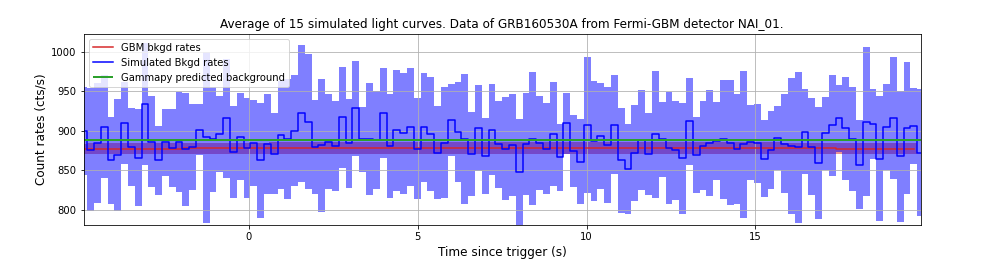 Average of 15 simulated light curves. Data of GRB160530A from Fermi-GBM detector NAI_01.
GBM bkgd rates
Simulated Bkgd rates
Gammapy predicted background
Count rates (cts/s)
1000
950
900
850
800
0 5 10 15
Time since trigger (s)